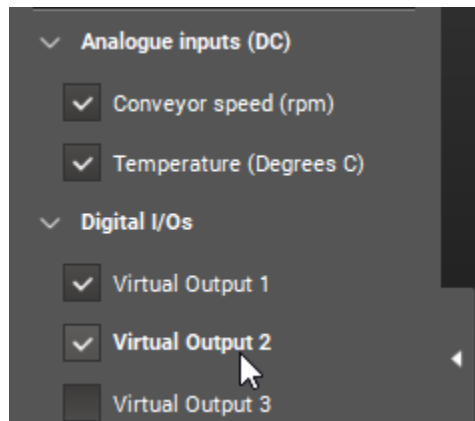 Analogue inputs (DC)
Conveyor speed (rpm)
Temperature (Degrees C)
Digital I/Os
Virtual Output 1
Virtual Output 2
Virtual Output 3